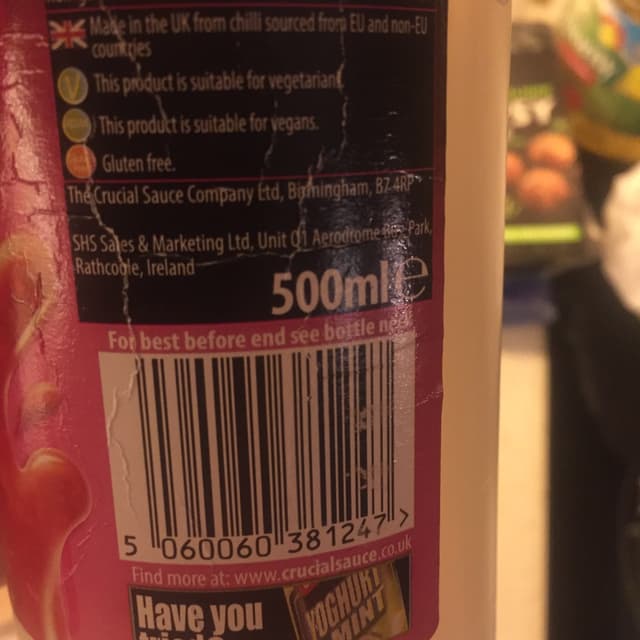 Made in the UK from chilli sourced from EU and non-EU
countries
V This product is suitable for vegetarians
This product is suitable for vegans.
Gluten free.
The Crucial Sauce Company Ltd, Birmingham, B7 4RP
SHS Sales & Marketing Ltd, Unit 01 Aerodrome Bus. Park,
Rathcoole, Ireland
500ml e
For best before end see bottle neck
5 060060 381247 >
Find more at: www.crucialsauce.co.uk
Have you
tried?
YOGHURT
MINT